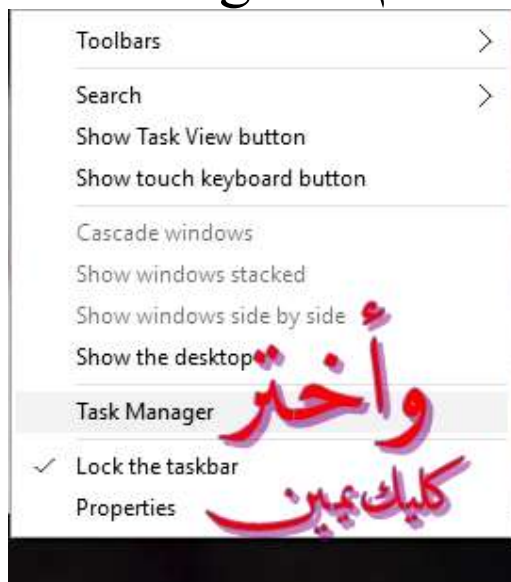 Toolbars
Search
Show Task View button
Show touch keyboard button
Cascade windows
Show windows stacked
Show windows side by side
Show the desktop
وأختر
Task Manager
Lock the taskbar
كليك يمين
Properties